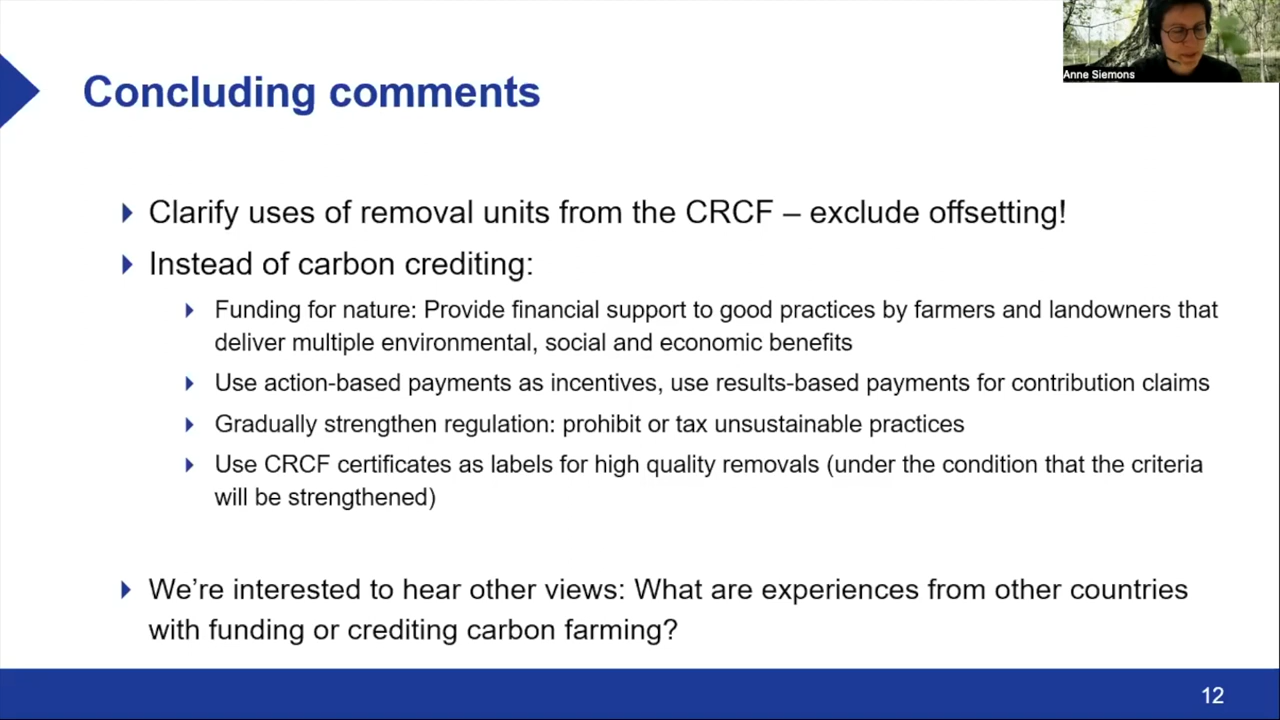 Anne Siemons
Concluding comments
Clarify uses of removal units from the CRCF – exclude offsetting!
Instead of carbon crediting:
Funding for nature: Provide financial support to good practices by farmers and landowners that
deliver multiple environmental, social and economic benefits
Use action-based payments as incentives, use results-based payments for contribution claims
Gradually strengthen regulation: prohibit or tax unsustainable practices
Use CRCF certificates as labels for high quality removals (under the condition that the criteria
will be strengthened)
We’re interested to hear other views: What are experiences from other countries
with funding or crediting carbon farming?
12